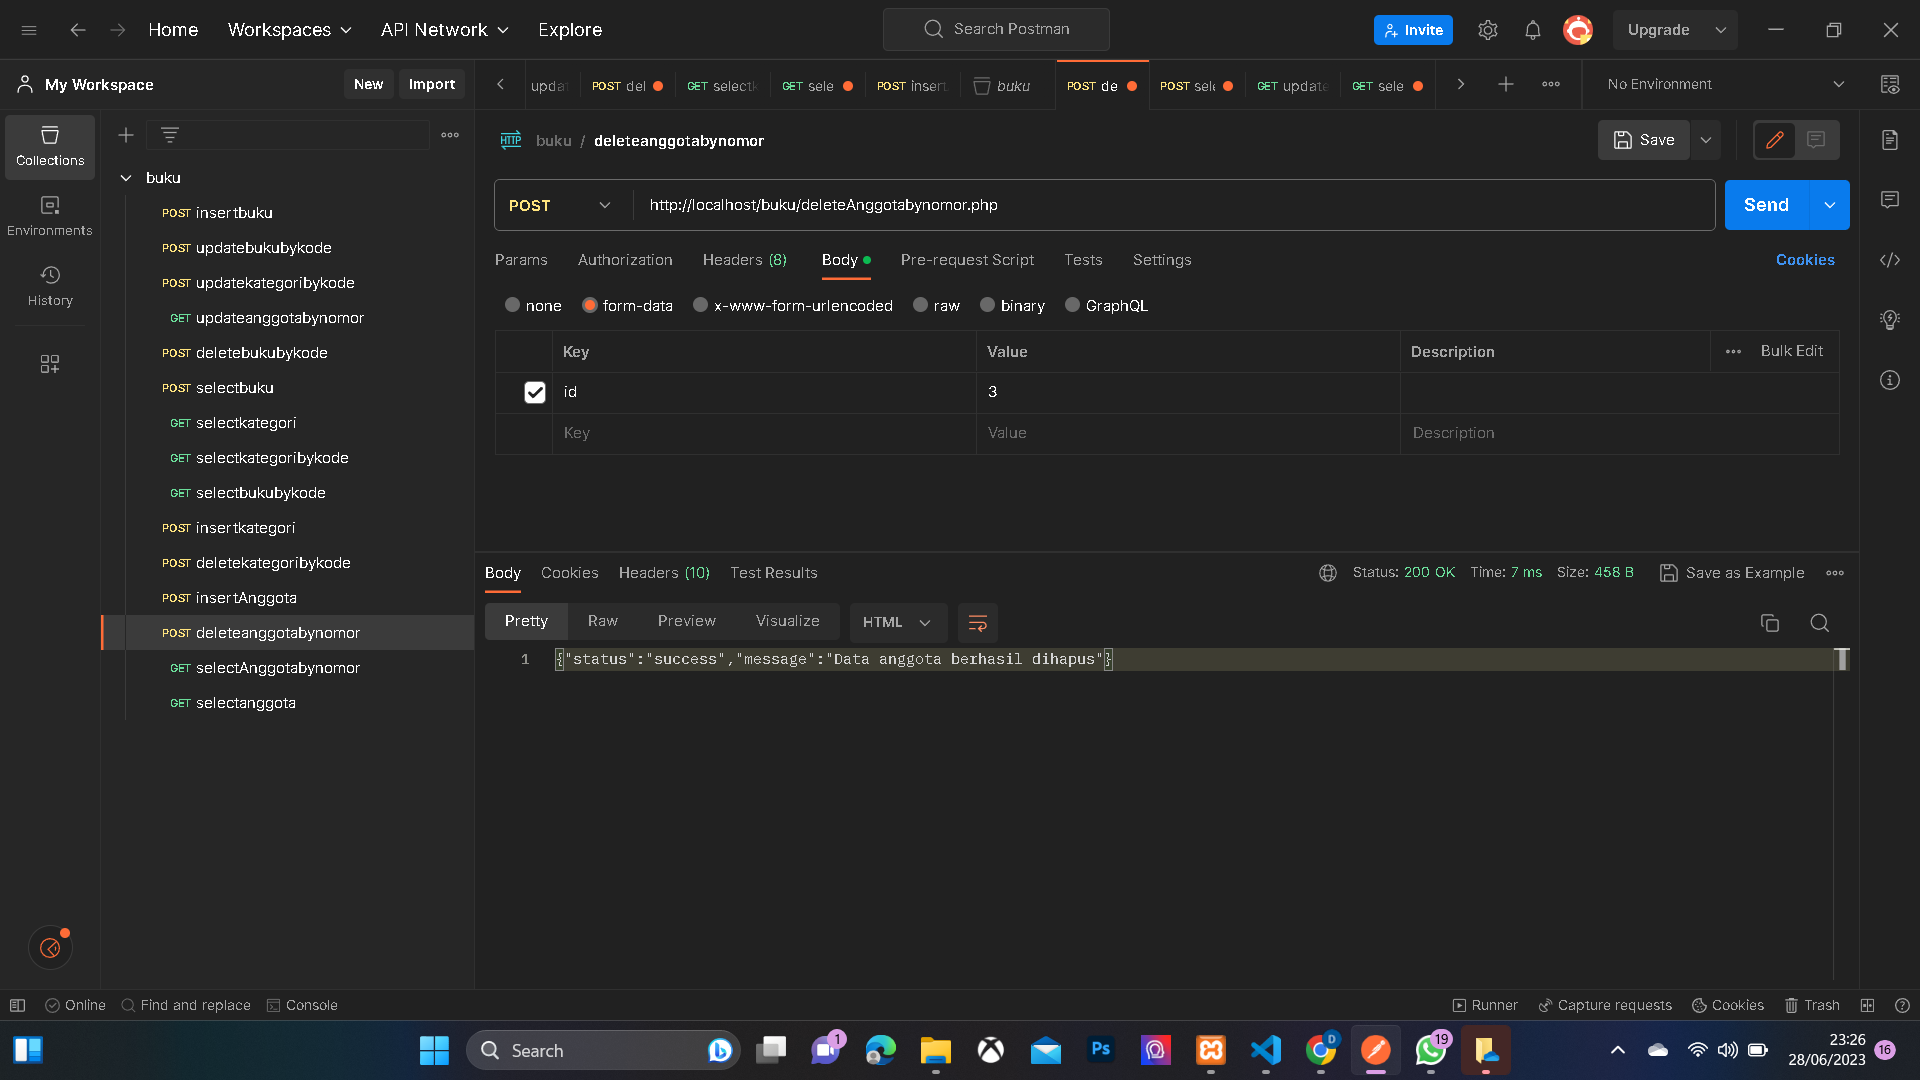 Home Workspaces API Network Explore Search Postman Invite Upgrade
My Workspace New Import
POST del GET selectk GET sele POST insert buku POST de POST sel GET update GET sele No Environment
Collections
Environments
History
buku
POST insertbuku
POST updatebukubykode
POST updatekategoribykode
GET updateanggotabynomor
POST deletebukubykode
POST selectbuku
GET selectkategori
GET selectkategoribykode
GET selectbukubykode
POST insertkategori
POST deletekategoribykode
POST insertAnggota
POST deleteanggotabynomor
GET selectAnggotabynomor
GET selectanggota
HTTP buku / deleteanggotabynomor Save
POST http://localhost/buku/deleteAnggotabynomor.php Send
Params Authorization Headers (8) Body Pre-request Script Tests Settings Cookies
none form-data x-www-form-urlencoded raw binary GraphQL
Key Value Description Bulk Edit
id 3
Key Value Description
Body Cookies Headers (10) Test Results Status: 200 OK Time: 7 ms Size: 458 B Save as Example
Pretty Raw Preview Visualize HTML
1 {"status":"success","message":"Data anggota berhasil dihapus"}
Online Find and replace Console Runner Capture requests Cookies Trash
Search 1 Ps D 19 23:26 16
28/06/2023